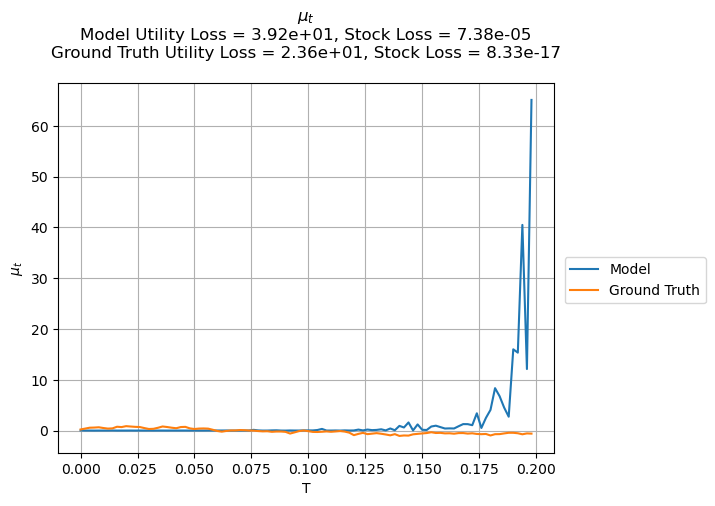 μt
Model Utility Loss = 3.92e+01, Stock Loss = 7.38e-05
Ground Truth Utility Loss = 2.36e+01, Stock Loss = 8.33e-17
60
50
40
30
20
10
0
μt
0.000 0.025 0.050 0.075 0.100 0.125 0.150 0.175 0.200
T
Model
Ground Truth